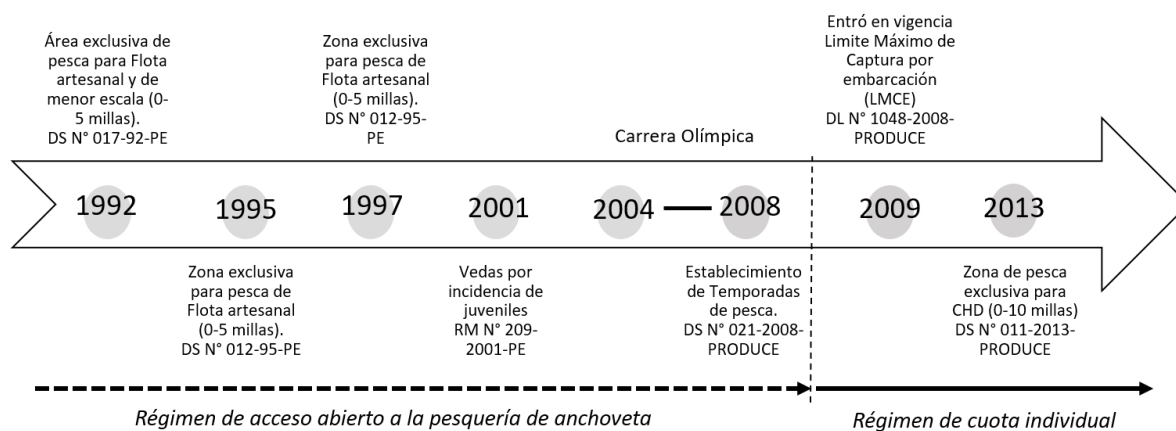 Área exclusiva de
pesca para Flota
artesanal y de
menor escala (0-
5 millas).
DS N° 017-92-PE
Zona exclusiva
para pesca de
Flota artesanal
(0-5 millas).
DS N° 012-95-
PE
Carrera Olímpica
Entró en vigencia
Limite Máximo de
Captura por
embarcación
(LMCE)
DL N° 1048-2008-
PRODUCE
1992
1995
1997
2001
2004
2008
2009
2013
Zona exclusiva
para pesca de
Flota artesanal
(0-5 millas).
DS N° 012-95-PE
Vedas por
incidencia de
juveniles
RM N° 209-
2001-PE
Establecimiento
de Temporadas
de pesca.
DS N° 021-2008-
PRODUCE
Zona de pesca
exclusiva para
CHD (0-10 millas)
DS N° 011-2013-
PRODUCE
Régimen de acceso abierto a la pesquería de anchoveta
Régimen de cuota individual